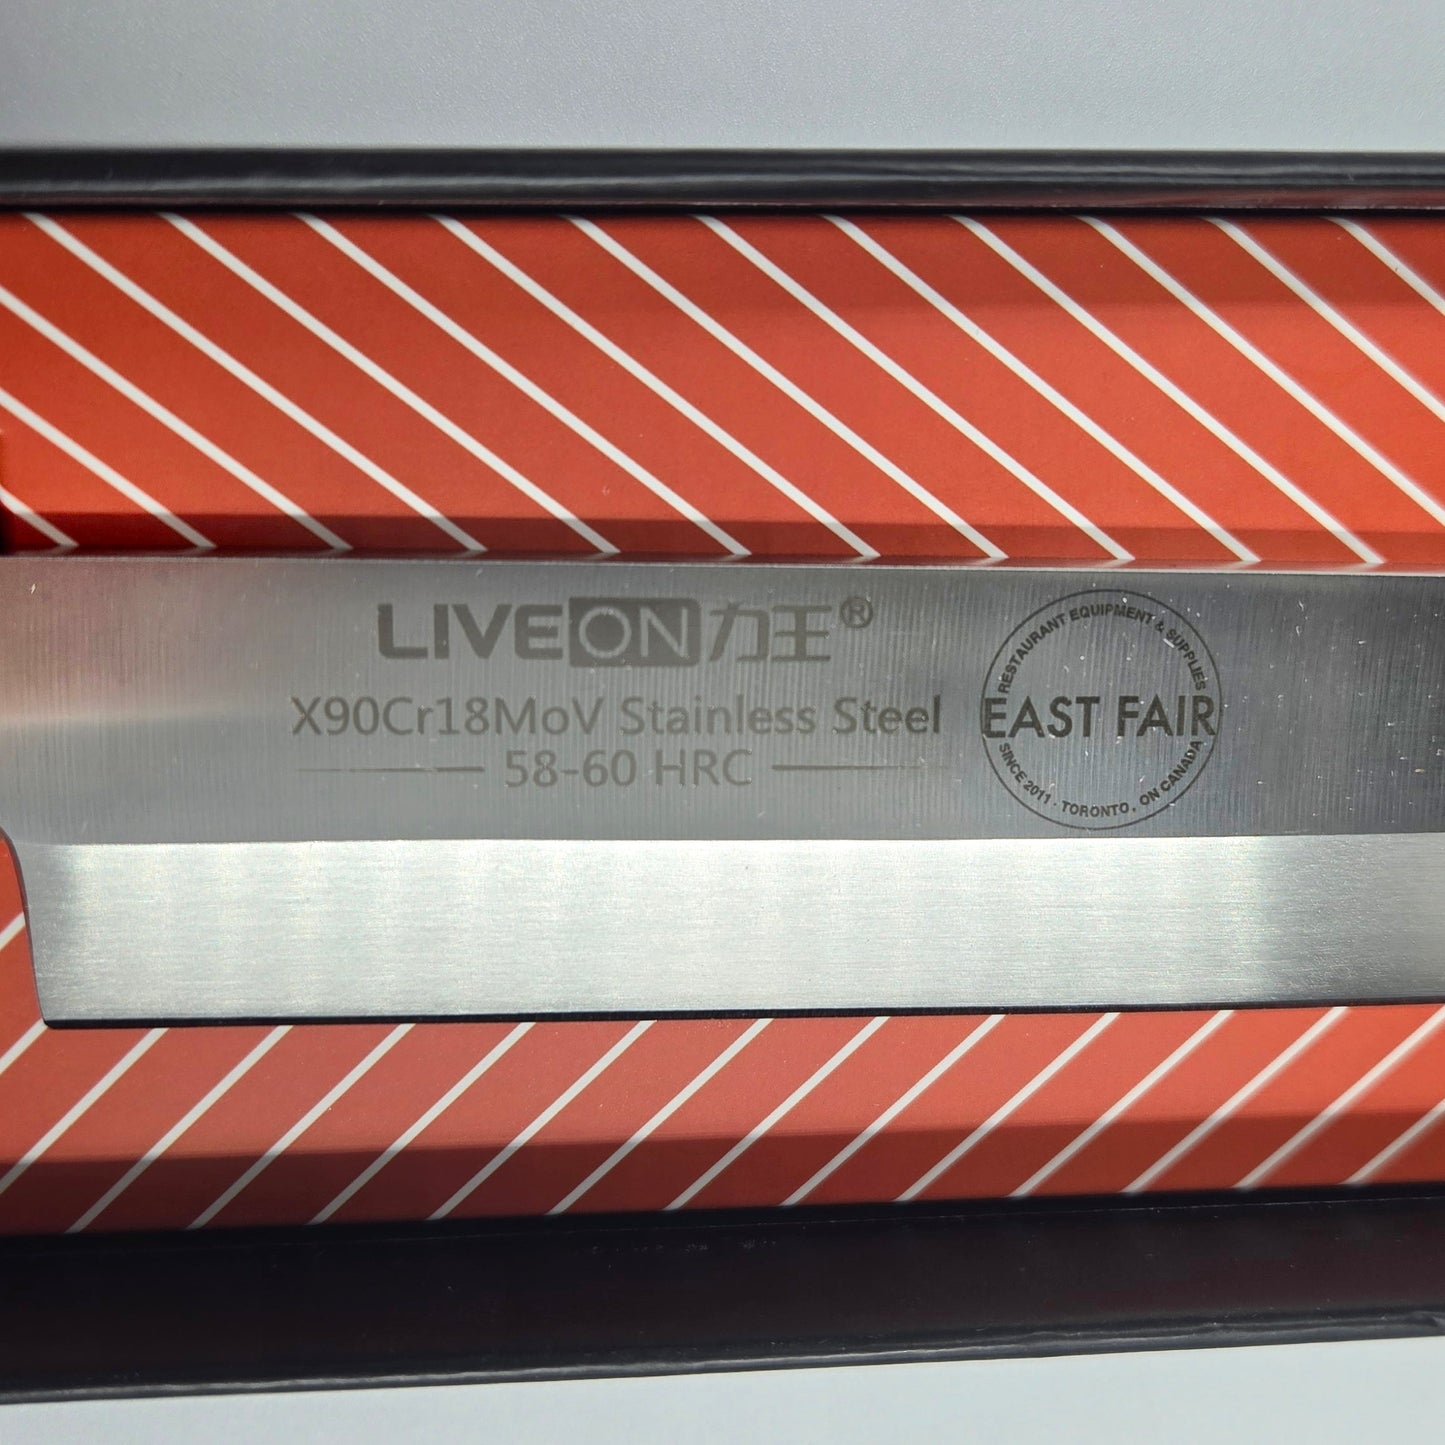 LIVEON力王®
X90Cr18MoV Stainless Steel
58-60 HRC
RESTAURANT EQUIPMENT & SUPPLIES
EAST FAIR
SINCE 2011 · TORONTO, ON CANADA